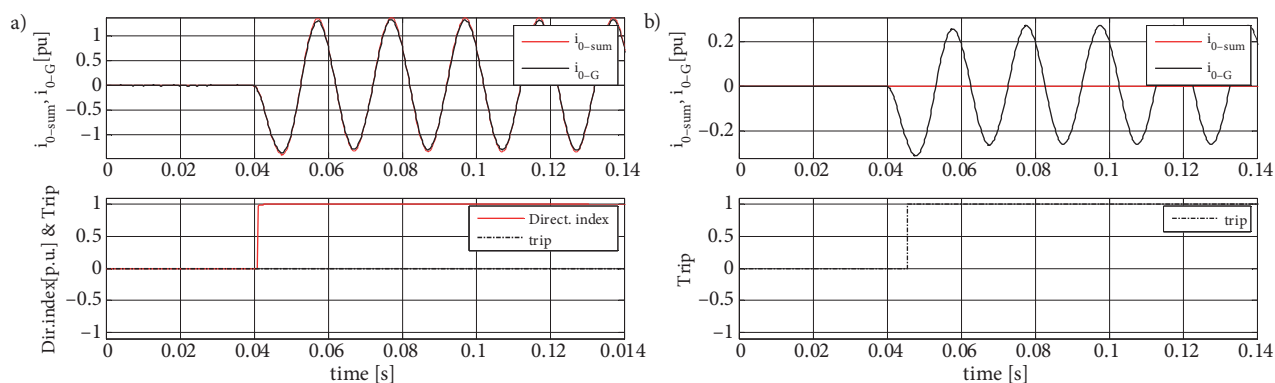 a)
i0-sum, i0-G [pu]
1
0.5
0
−0.5
−1
i0-sum
i0-G
0 0.02 0.04 0.06 0.08 0.1 0.12 0.14
Dir.index[p.u.] & Trip
1
0.5
0
−0.5
−1
Direct. index
trip
0 0.02 0.04 0.06 0.08 0.1 0.12 0.014
time [s]
b)
i0-sum, i0-G [pu]
0.2
0
−0.2
i0-sum
i0-G
0 0.02 0.04 0.06 0.08 0.1 0.12 0.14
Trip
1
0.5
0
−0.5
−1
trip
0 0.02 0.04 0.06 0.08 0.1 0.12 0.14
time [s]